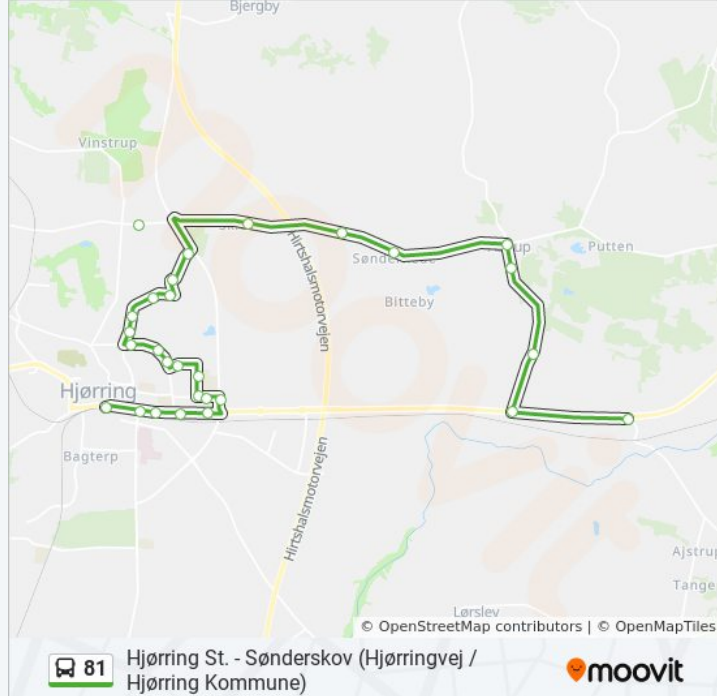 Bjergby
Vinstrup
Hirtshalsmotorvejen
Putten
Bitteby
Hjørring
Bagterp
Hirtshalsmotorvejen
Ajstrup
Tange
Lørslev
© OpenStreetMap contributors | © OpenMapTiles
81
Hjørring St. - Sønderskov (Hjørringvej /
Hjørring Kommune)
moovit